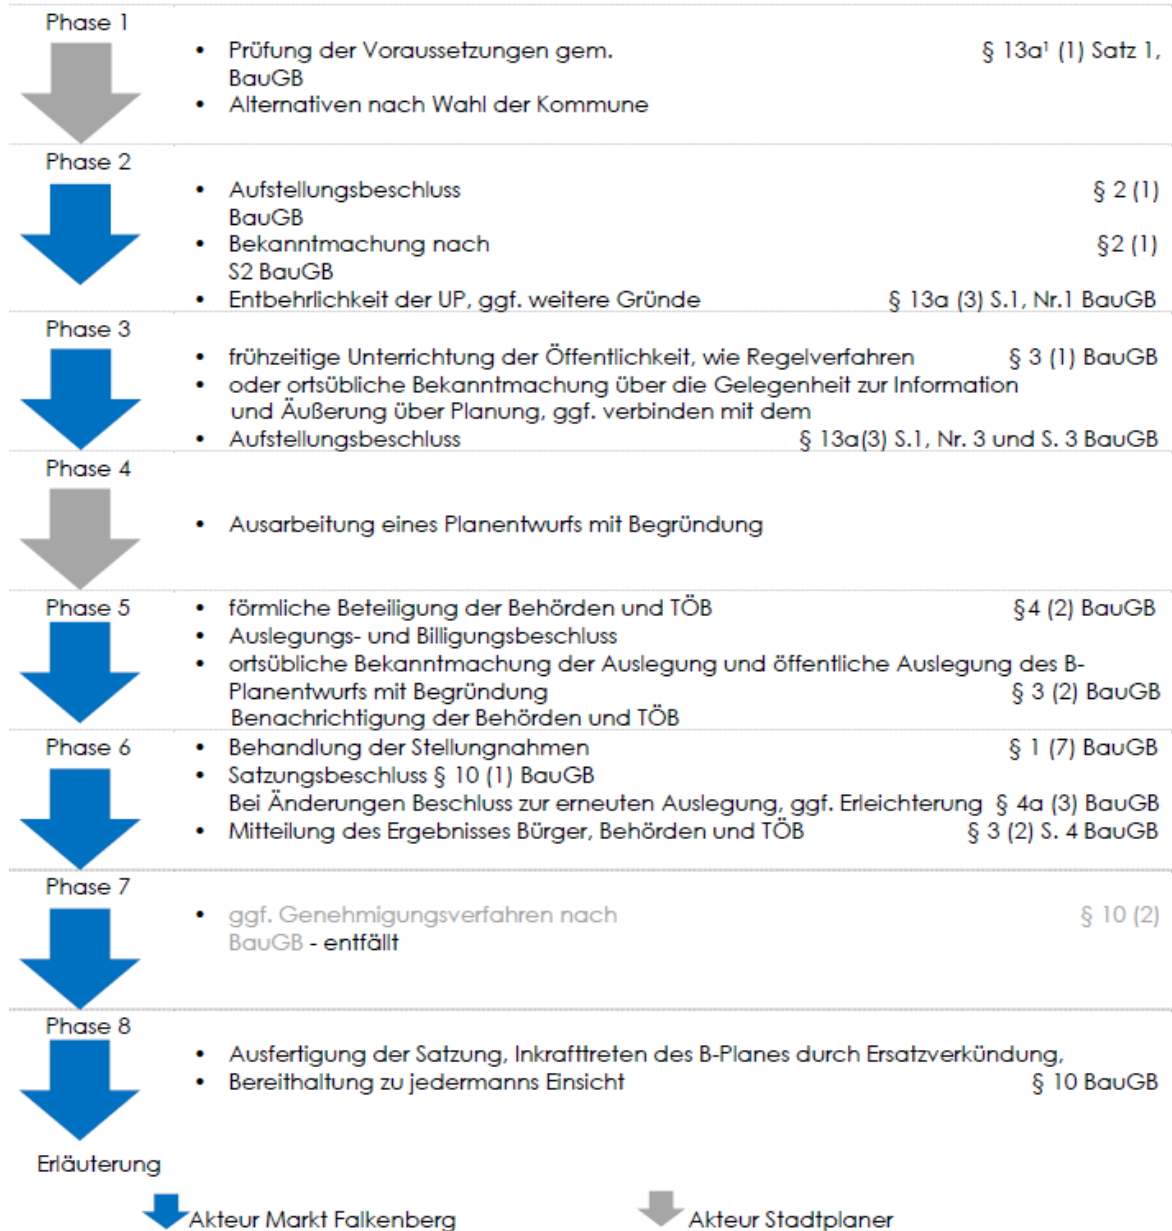 Phase 1
• Prüfung der Voraussetzungen gem. § 13a¹ (1) Satz 1,
BauGB
• Alternativen nach Wahl der Kommune
Phase 2
• Aufstellungsbeschluss § 2 (1)
BauGB
• Bekanntmachung nach §2 (1)
S2 BauGB
• Entbehrlichkeit der UP, ggf. weitere Gründe § 13a (3) S.1, Nr.1 BauGB
Phase 3
• frühzeitige Unterrichtung der Öffentlichkeit, wie Regelverfahren § 3 (1) BauGB
• oder ortsübliche Bekanntmachung über die Gelegenheit zur Information
und Äußerung über Planung, ggf. verbinden mit dem
• Aufstellungsbeschluss § 13a(3) S.1, Nr. 3 und S. 3 BauGB
Phase 4
• Ausarbeitung eines Planentwurfs mit Begründung
Phase 5
• förmliche Beteiligung der Behörden und TÖB §4 (2) BauGB
• Auslegungs- und Billigungsbeschluss
• ortsübliche Bekanntmachung der Auslegung und öffentliche Auslegung des B-
Planentwurfs mit Begründung § 3 (2) BauGB
Benachrichtigung der Behörden und TÖB
Phase 6
• Behandlung der Stellungnahmen § 1 (7) BauGB
• Satzungsbeschluss § 10 (1) BauGB
Bei Änderungen Beschluss zur erneuten Auslegung, ggf. Erleichterung § 4a (3) BauGB
• Mitteilung des Ergebnisses Bürger, Behörden und TÖB § 3 (2) S. 4 BauGB
Phase 7
• ggf. Genehmigungsverfahren nach § 10 (2)
BauGB - entfällt
Phase 8
• Ausfertigung der Satzung, Inkrafttreten des B-Planes durch Ersatzverkündung,
• Bereithaltung zu jedermanns Einsicht § 10 BauGB
Erläuterung
Akteur Markt Falkenberg Akteur Stadtplaner